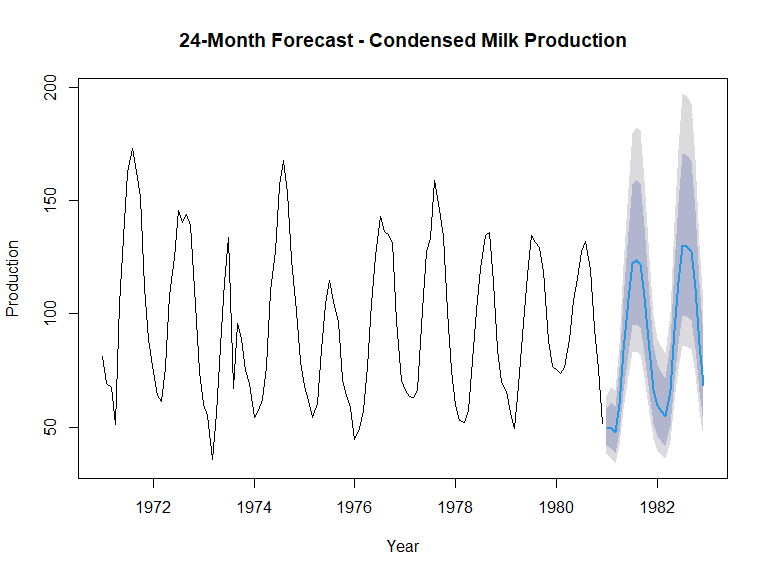 24-Month Forecast - Condensed Milk Production
200
150
100
50
Production
1972 1974 1976 1978 1980 1982
Year